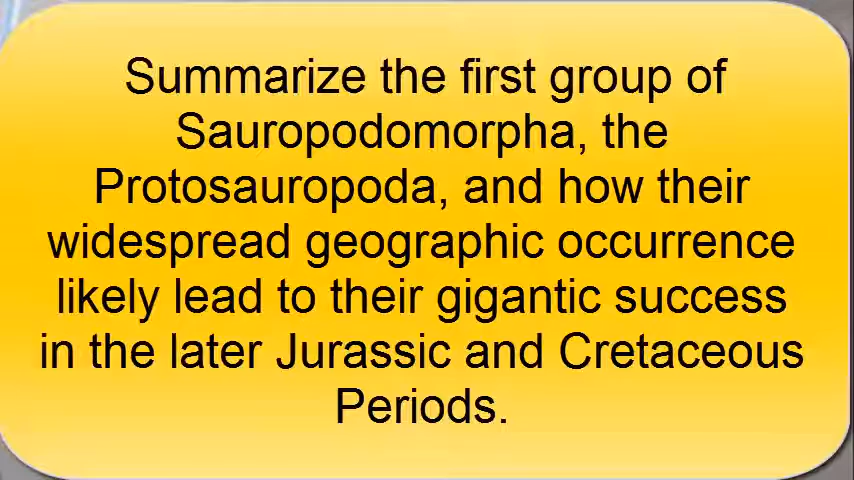 Summarize the first group of
Sauropodomorpha, the
Protosauropoda, and how their
widespread geographic occurrence
likely lead to their gigantic success
in the later Jurassic and Cretaceous
Periods.